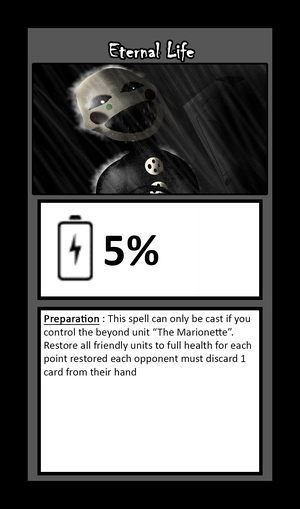 Eternal Life
5%
Preparation : This spell can only be cast if you
control the beyond unit “The Marionette”.
Restore all friendly units to full health for each
point restored each opponent must discard 1
card from their hand